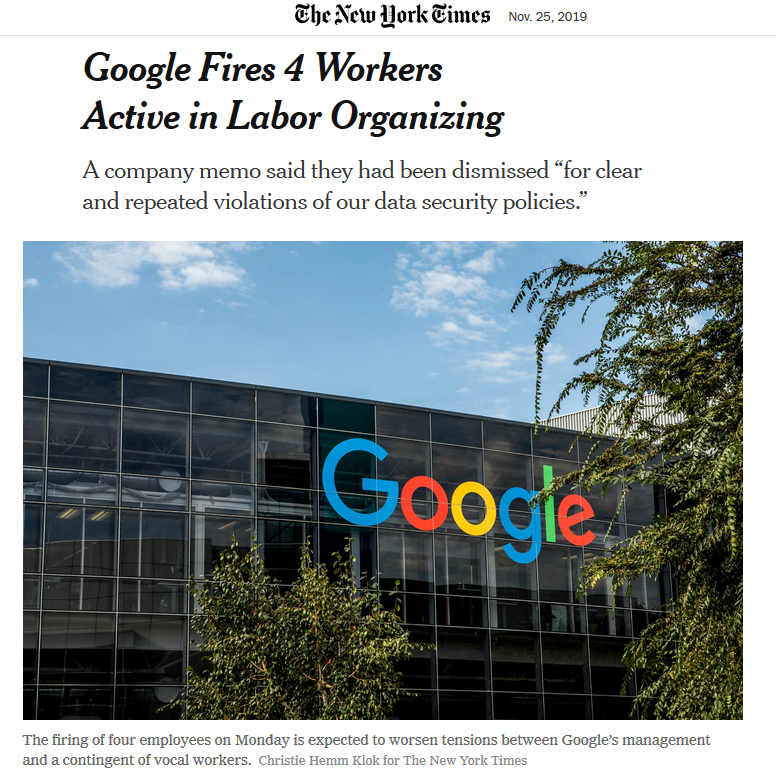 The New York Times Nov. 25, 2019
Google Fires 4 Workers
Active in Labor Organizing
A company memo said they had been dismissed “for clear
and repeated violations of our data security policies.”
Google
The firing of four employees on Monday is expected to worsen tensions between Google’s management
and a contingent of vocal workers. Christie Hemm Klok for The New York Times